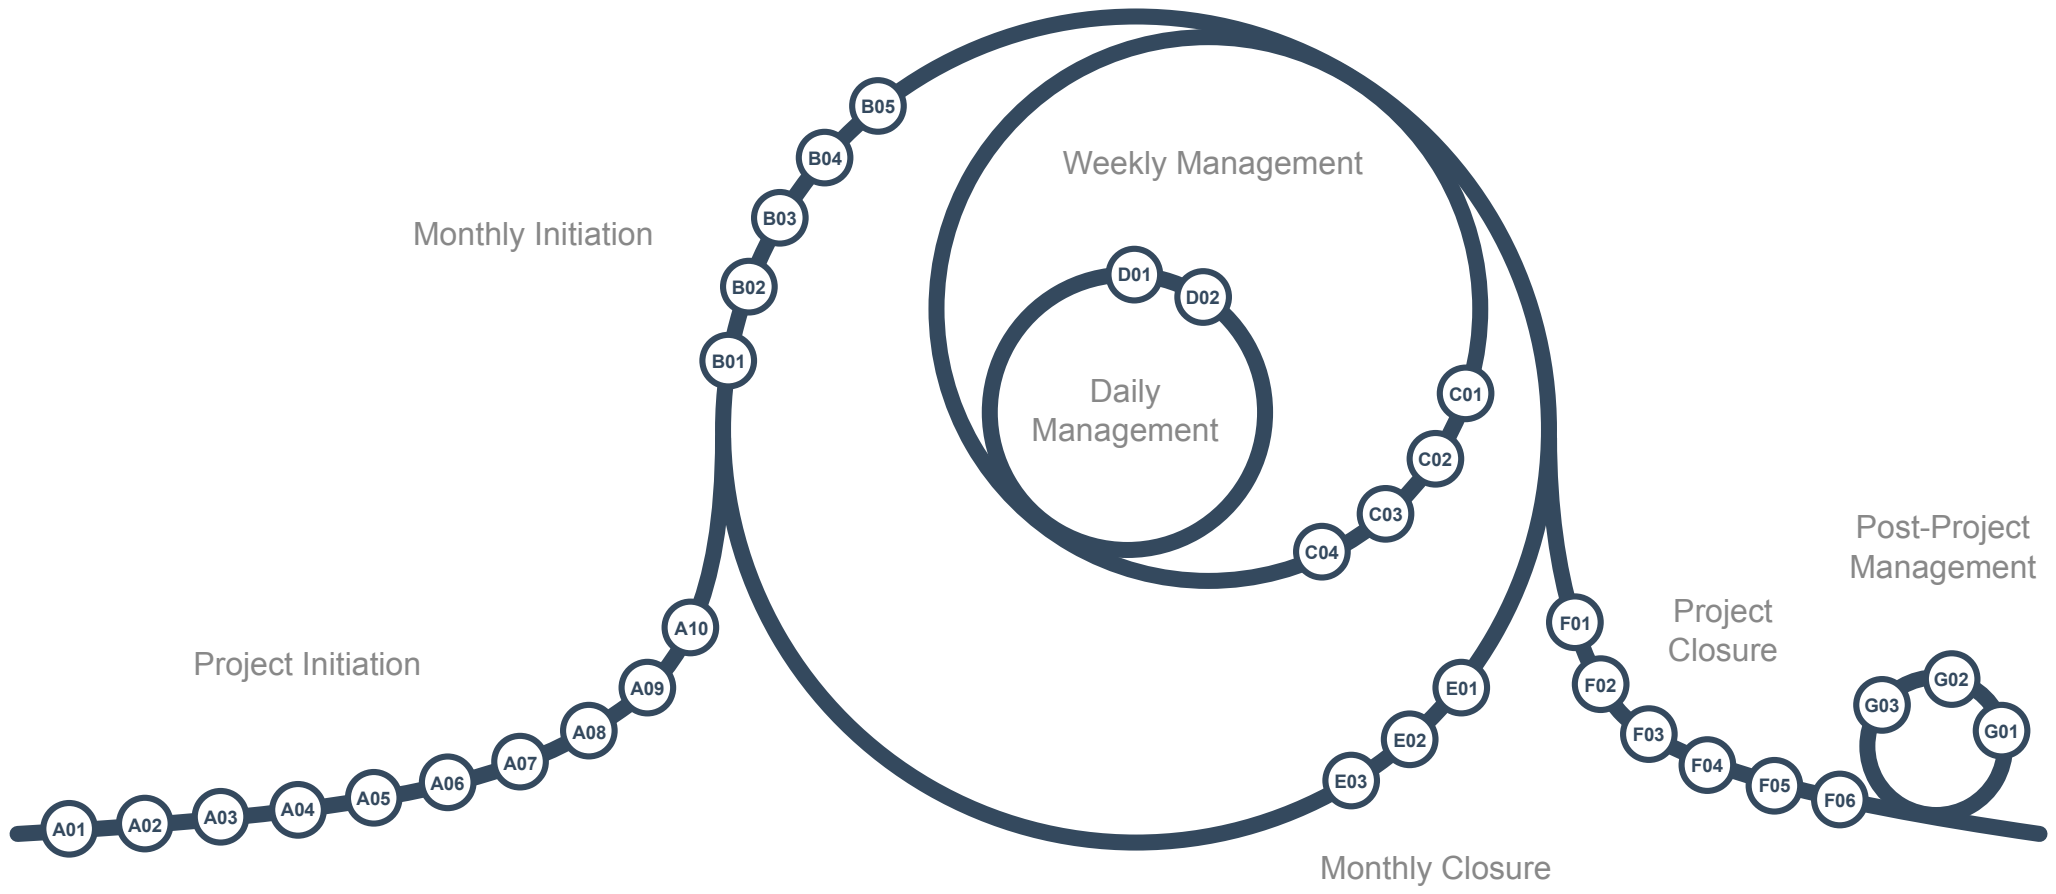 Project Initiation
A01
A02
A03
A04
A05
A06
A07
A08
A09
A10
Monthly Initiation
B01
B02
B03
B04
B05
Weekly Management
C01
C02
C03
C04
Daily
Management
D01
D02
Monthly Closure
E01
E02
E03
Project
Closure
F01
F02
F03
F04
F05
F06
Post-Project
Management
G01
G02
G03